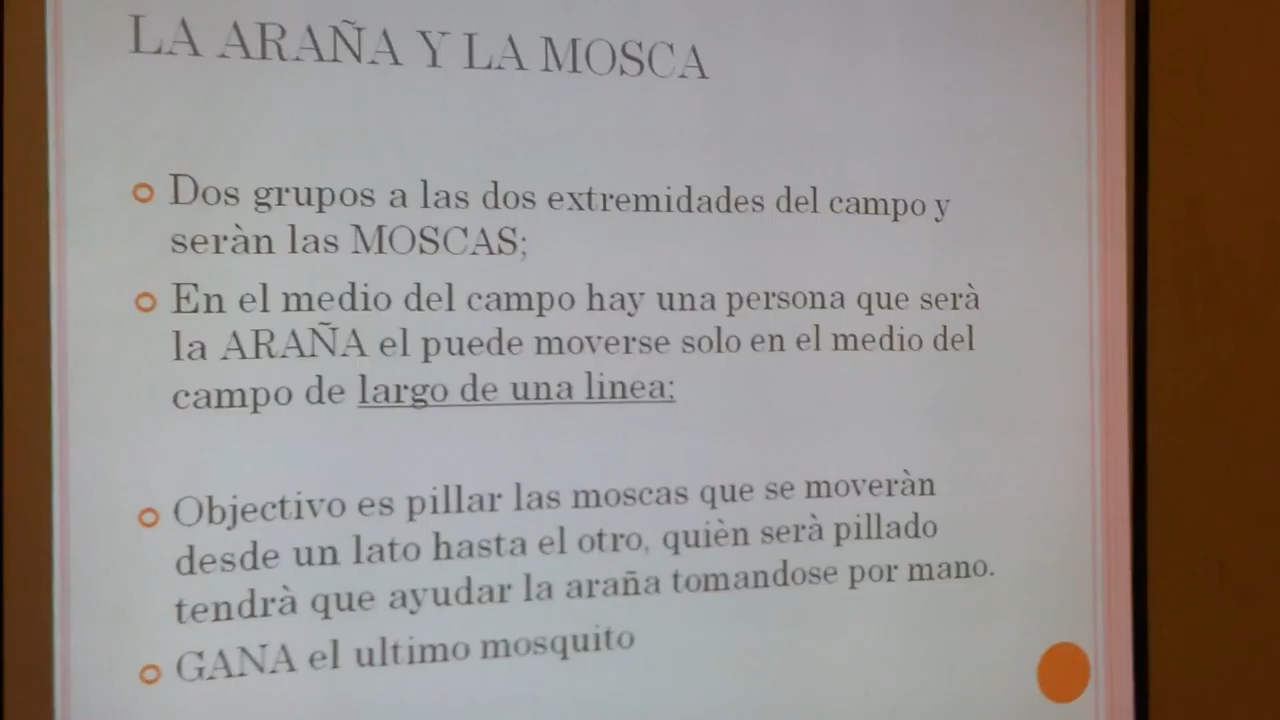 LA ARAÑA Y LA MOSCA
Dos grupos a las dos extremidades del campo y
seràn las MOSCAS;
En el medio del campo hay una persona que serà
la ARAÑA el puede moverse solo en el medio del
campo de largo de una linea;
Objectivo es pillar las moscas que se moveràn
desde un lato hasta el otro, quièn serà pillado
tendrà que ayudar la araña tomandose por mano.
GANA el ultimo mosquito